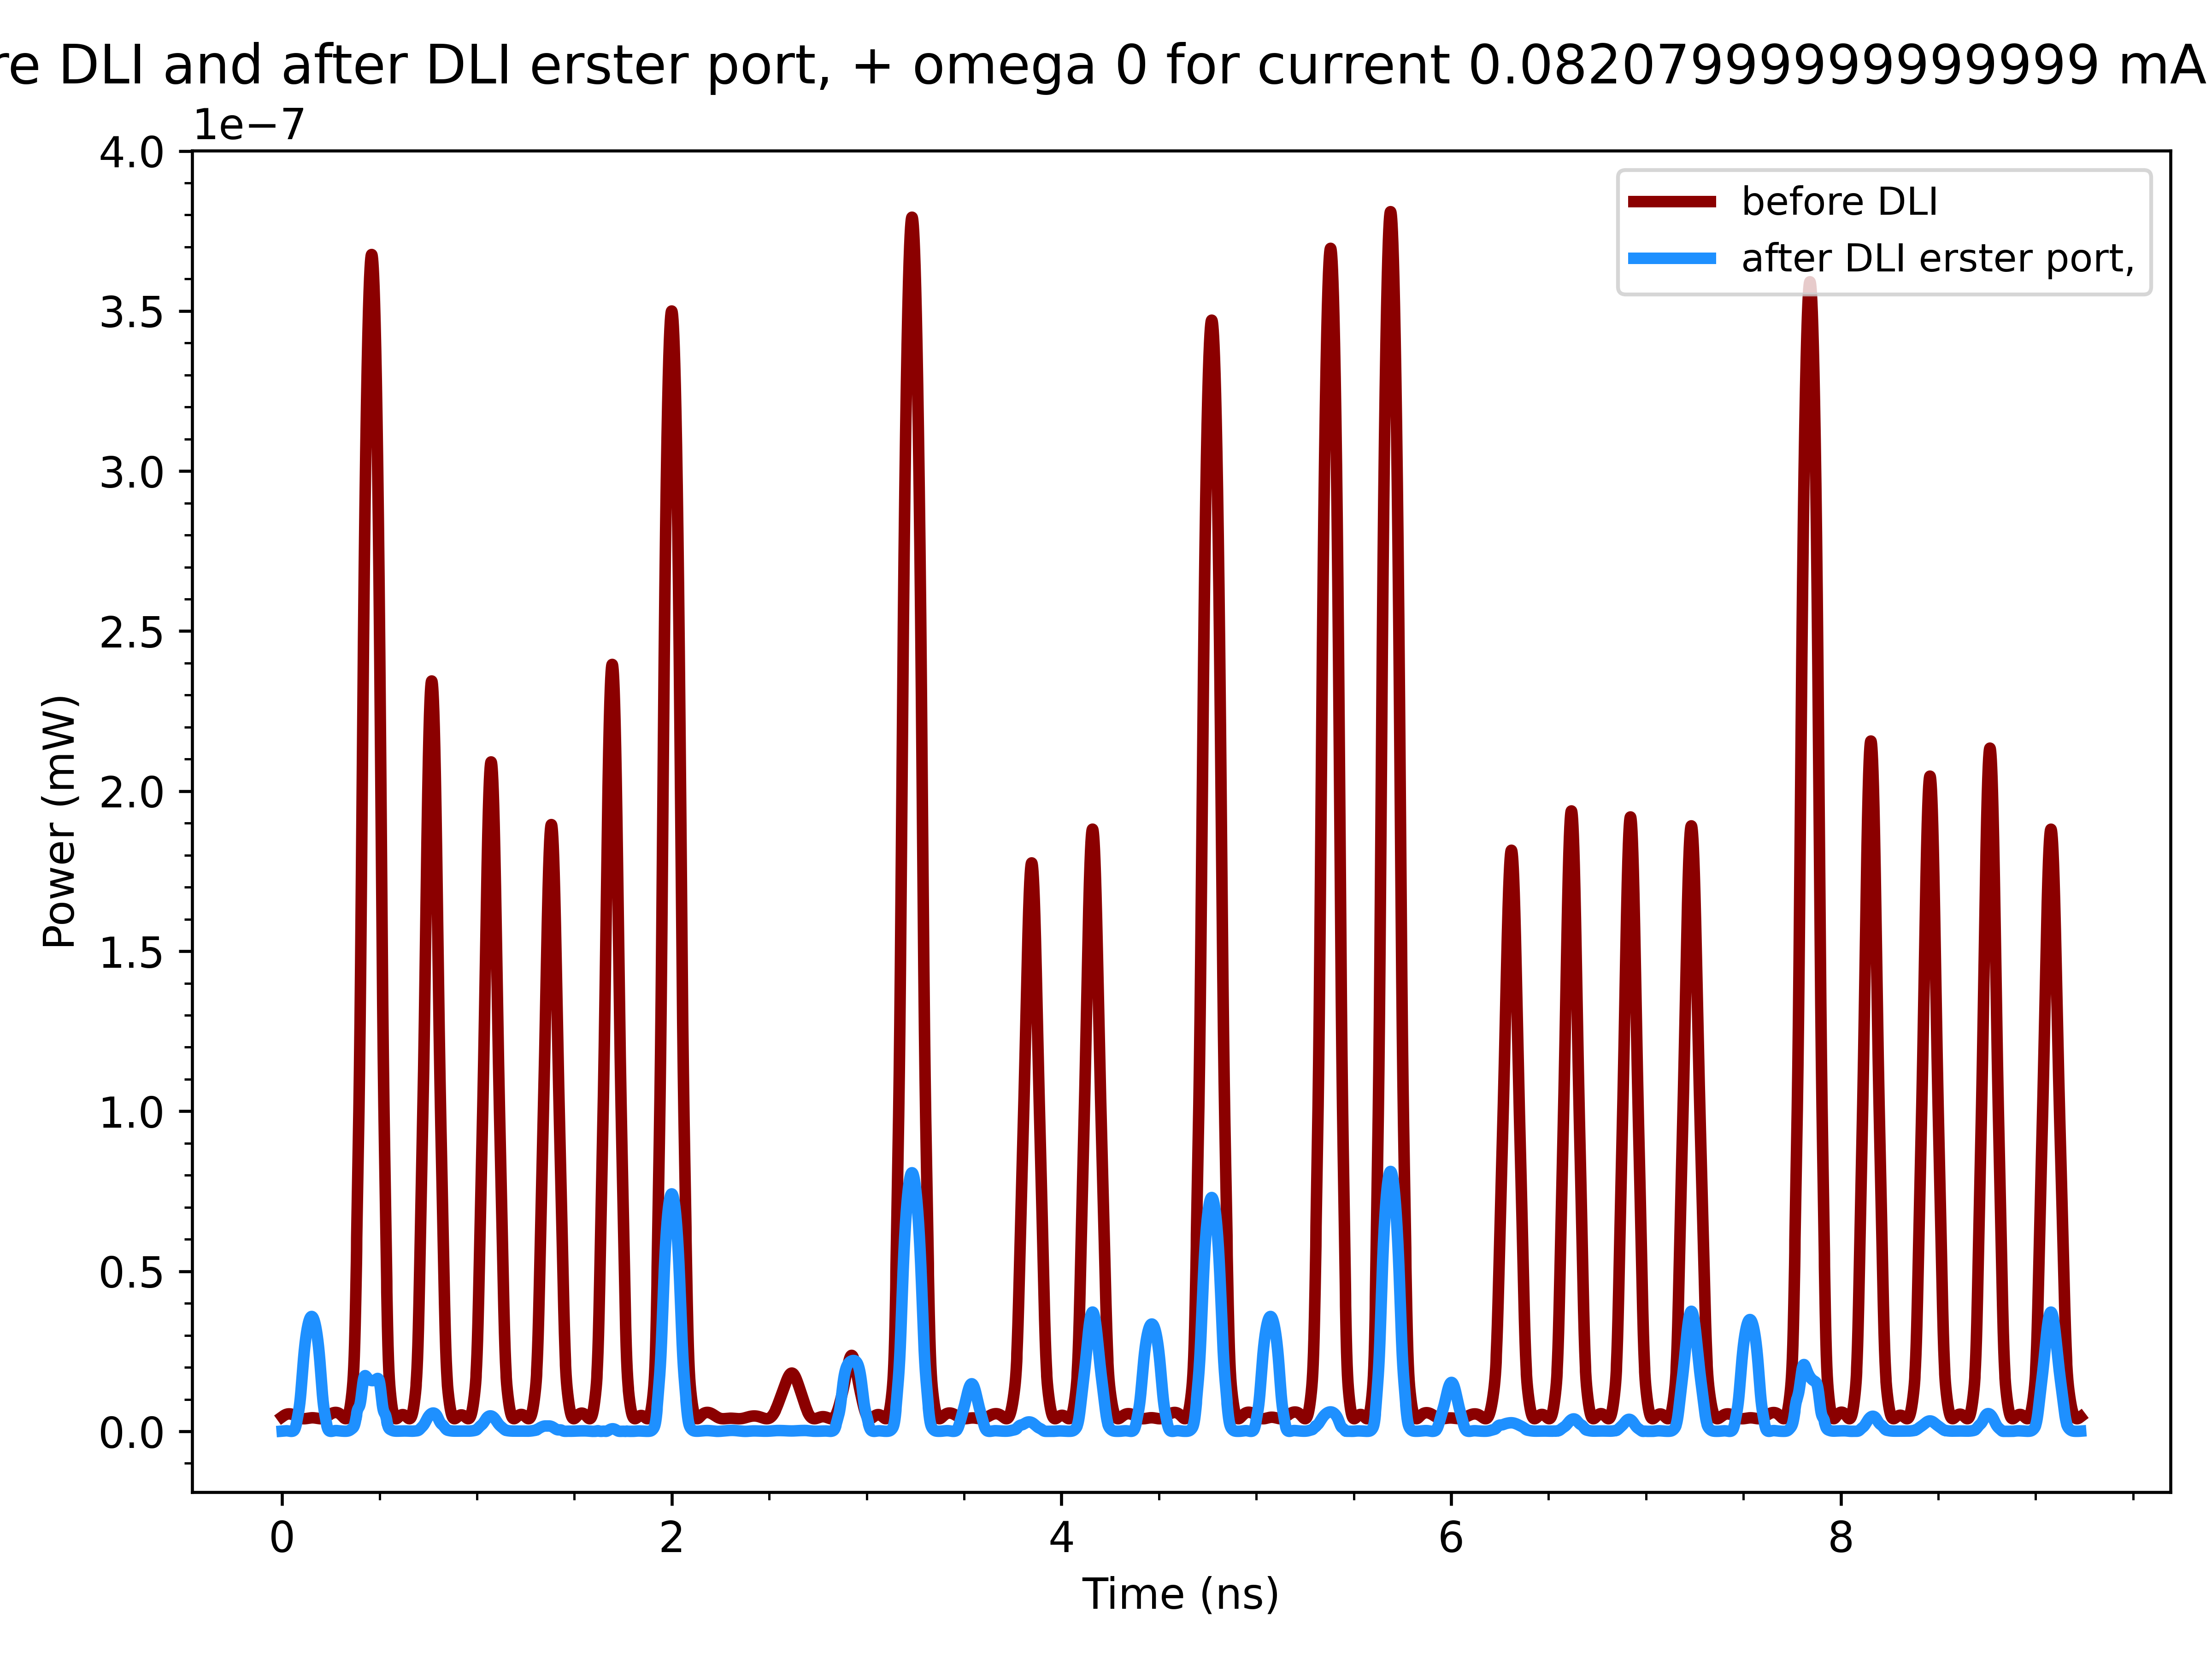 re DLI and after DLI erster port, + omega 0 for current 0.08207999999999999 mA
1e−7
4.0
3.5
3.0
2.5
2.0
1.5
1.0
0.5
0.0
Power (mW)
before DLI
after DLI erster port,
0 2 4 6 8
Time (ns)